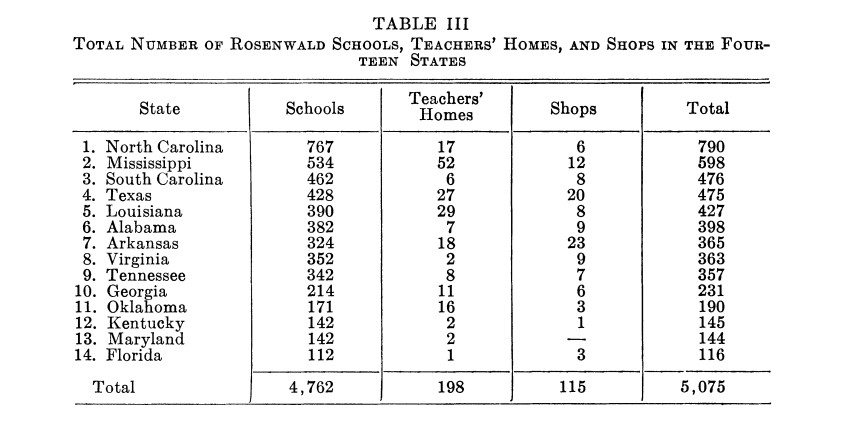 TABLE III
TOTAL NUMBER OF ROSENWALD SCHOOLS, TEACHERS' HOMES, AND SHOPS IN THE FOUR-
TEEN STATES
State Schools Teachers' Homes Shops Total
1. North Carolina 767 17 6 790
2. Mississippi 534 52 12 598
3. South Carolina 462 6 8 476
4. Texas 428 27 20 475
5. Louisiana 390 29 8 427
6. Alabama 382 7 9 398
7. Arkansas 324 18 23 365
8. Virginia 352 2 9 363
9. Tennessee 342 8 7 357
10. Georgia 214 11 6 231
11. Oklahoma 171 16 3 190
12. Kentucky 142 2 1 145
13. Maryland 142 2 — 144
14. Florida 112 1 3 116
Total 4,762 198 115 5,075